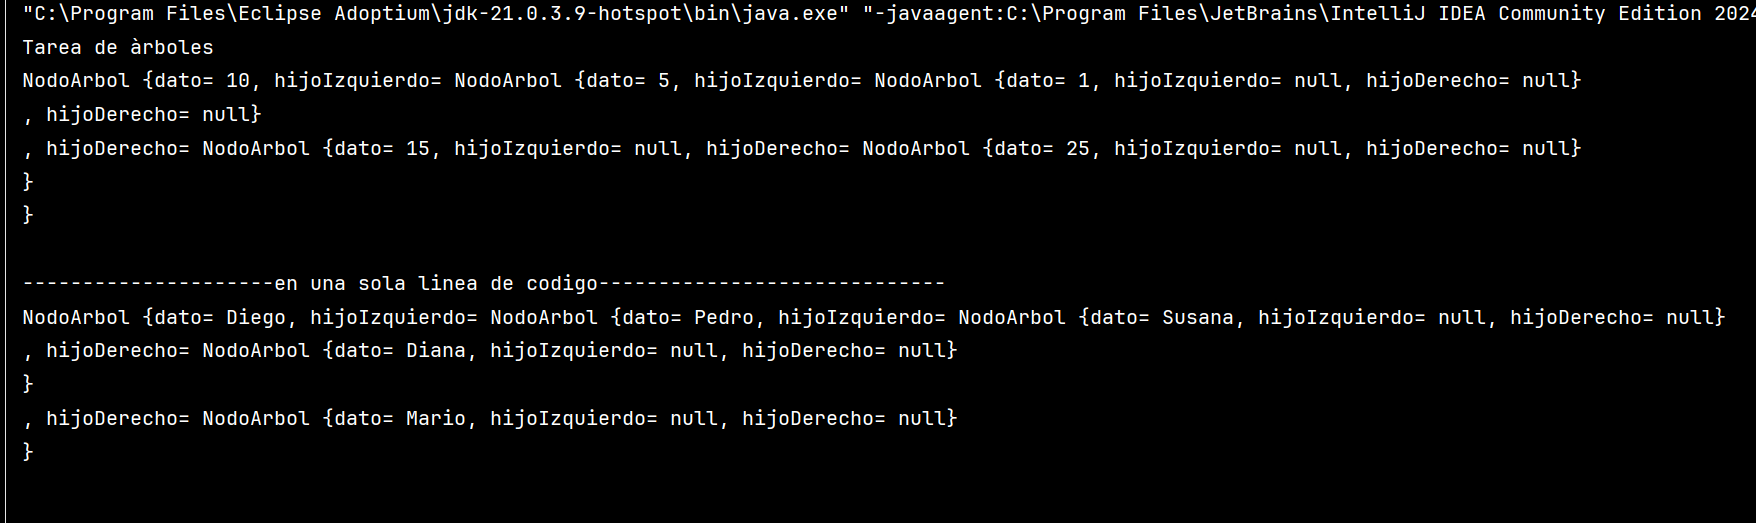 "C:\Program Files\Eclipse Adoptium\jdk-21.0.3.9-hotspot\bin\java.exe" "-javaagent:C:\Program Files\JetBrains\IntelliJ IDEA Community Edition 2024
Tarea de àrboles
NodoArbol {dato= 10, hijoIzquierdo= NodoArbol {dato= 5, hijoIzquierdo= NodoArbol {dato= 1, hijoIzquierdo= null, hijoDerecho= null}
, hijoDerecho= null}
, hijoDerecho= NodoArbol {dato= 15, hijoIzquierdo= null, hijoDerecho= NodoArbol {dato= 25, hijoIzquierdo= null, hijoDerecho= null}
}
}
---------------------en una sola linea de codigo-----------------------------
NodoArbol {dato= Diego, hijoIzquierdo= NodoArbol {dato= Pedro, hijoIzquierdo= NodoArbol {dato= Susana, hijoIzquierdo= null, hijoDerecho= null}
, hijoDerecho= NodoArbol {dato= Diana, hijoIzquierdo= null, hijoDerecho= null}
}
, hijoDerecho= NodoArbol {dato= Mario, hijoIzquierdo= null, hijoDerecho= null}
}